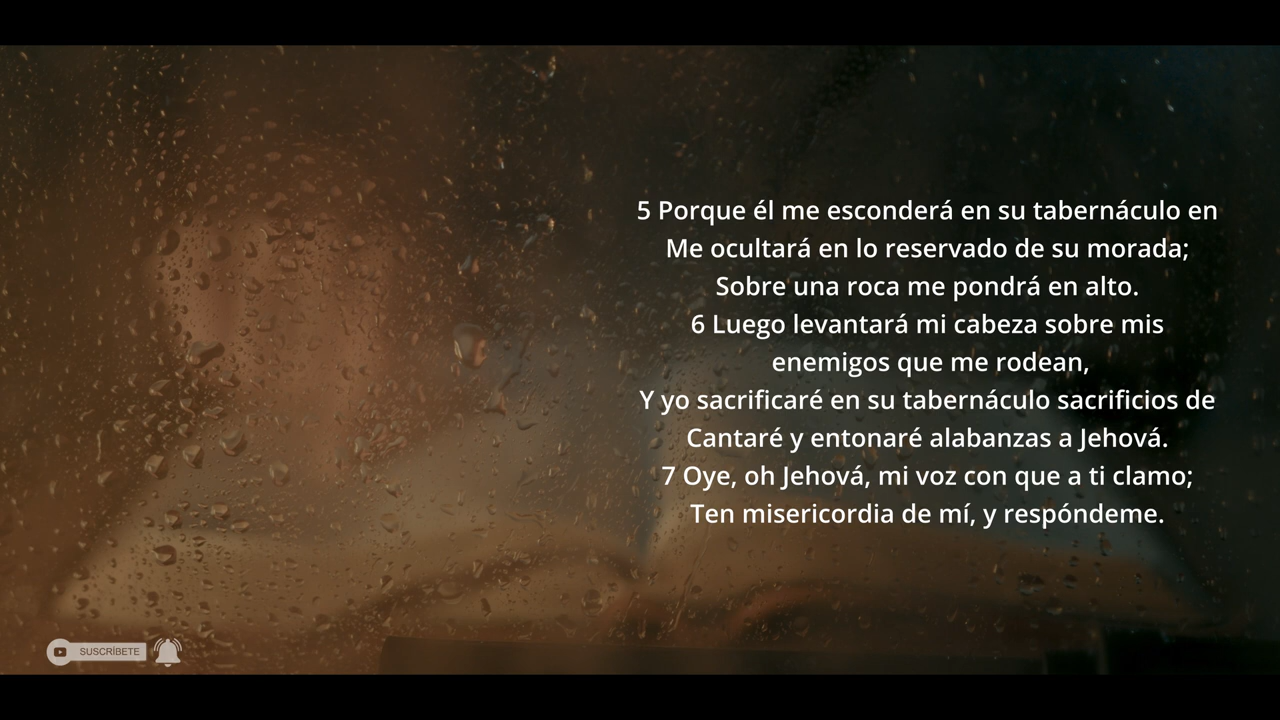 5 Porque él me esconderá en su tabernáculo en
Me ocultará en lo reservado de su morada;
Sobre una roca me pondrá en alto.
6 Luego levantará mi cabeza sobre mis
enemigos que me rodean,
Y yo sacrificaré en su tabernáculo sacrificios de
Cantaré y entonaré alabanzas a Jehová.
7 Oye, oh Jehová, mi voz con que a ti clamo;
Ten misericordia de mí, y respóndeme.
SUSCRÍBETE